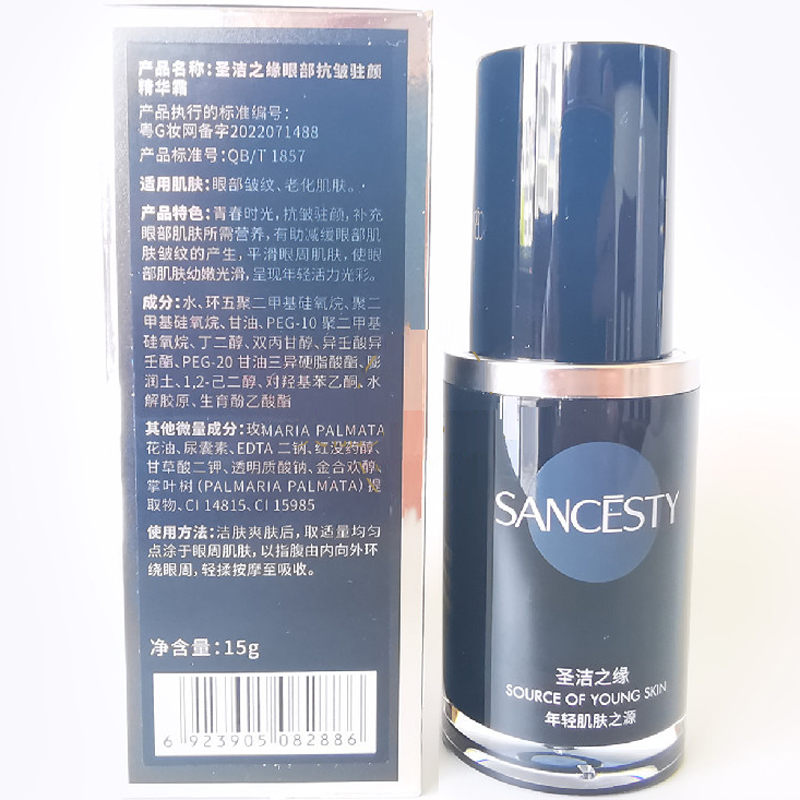 产品名称：圣洁之缘眼部抗皱驻颜
精华霜
产品执行的标准编号：
粤G妆网备字2022071488
产品标准号：QB/T 1857
适用肌肤：眼部皱纹、老化肌肤。
产品特色：青春时光，抗皱驻颜，补充
眼部肌肤所需营养，有助减缓眼部肌
肤皱纹的产生，平滑眼周肌肤，使眼
部肌肤幼嫩光滑，呈现年轻活力光彩。
成分：水、环五聚二甲基硅氧烷、聚二
甲基硅氧烷、甘油、PEG-10 聚二甲基
硅氧烷、丁二醇、双丙甘醇、异壬酸异
壬酯、PEG-20 甘油三异硬脂酸酯、膨
润土、1,2-己二醇、对羟基苯乙酮、水
解胶原、生育酚乙酸酯
其他微量成分：玫MARIA PALMATA
花油、尿囊素、EDTA 二钠、红没药醇、
甘草酸二钾、透明质酸钠、金合欢醇、
掌叶树(PALMARIA PALMATA)提
取物、CI 14815、CI 15985
使用方法：洁肤爽肤后，取适量均匀
点涂于眼周肌肤，以指腹由内向外环
绕眼周，轻揉按摩至吸收。
净含量：15g
6 923905 082886
SANCĒSTY
圣洁之缘
SOURCE OF YOUNG SKIN
年轻肌肤之源